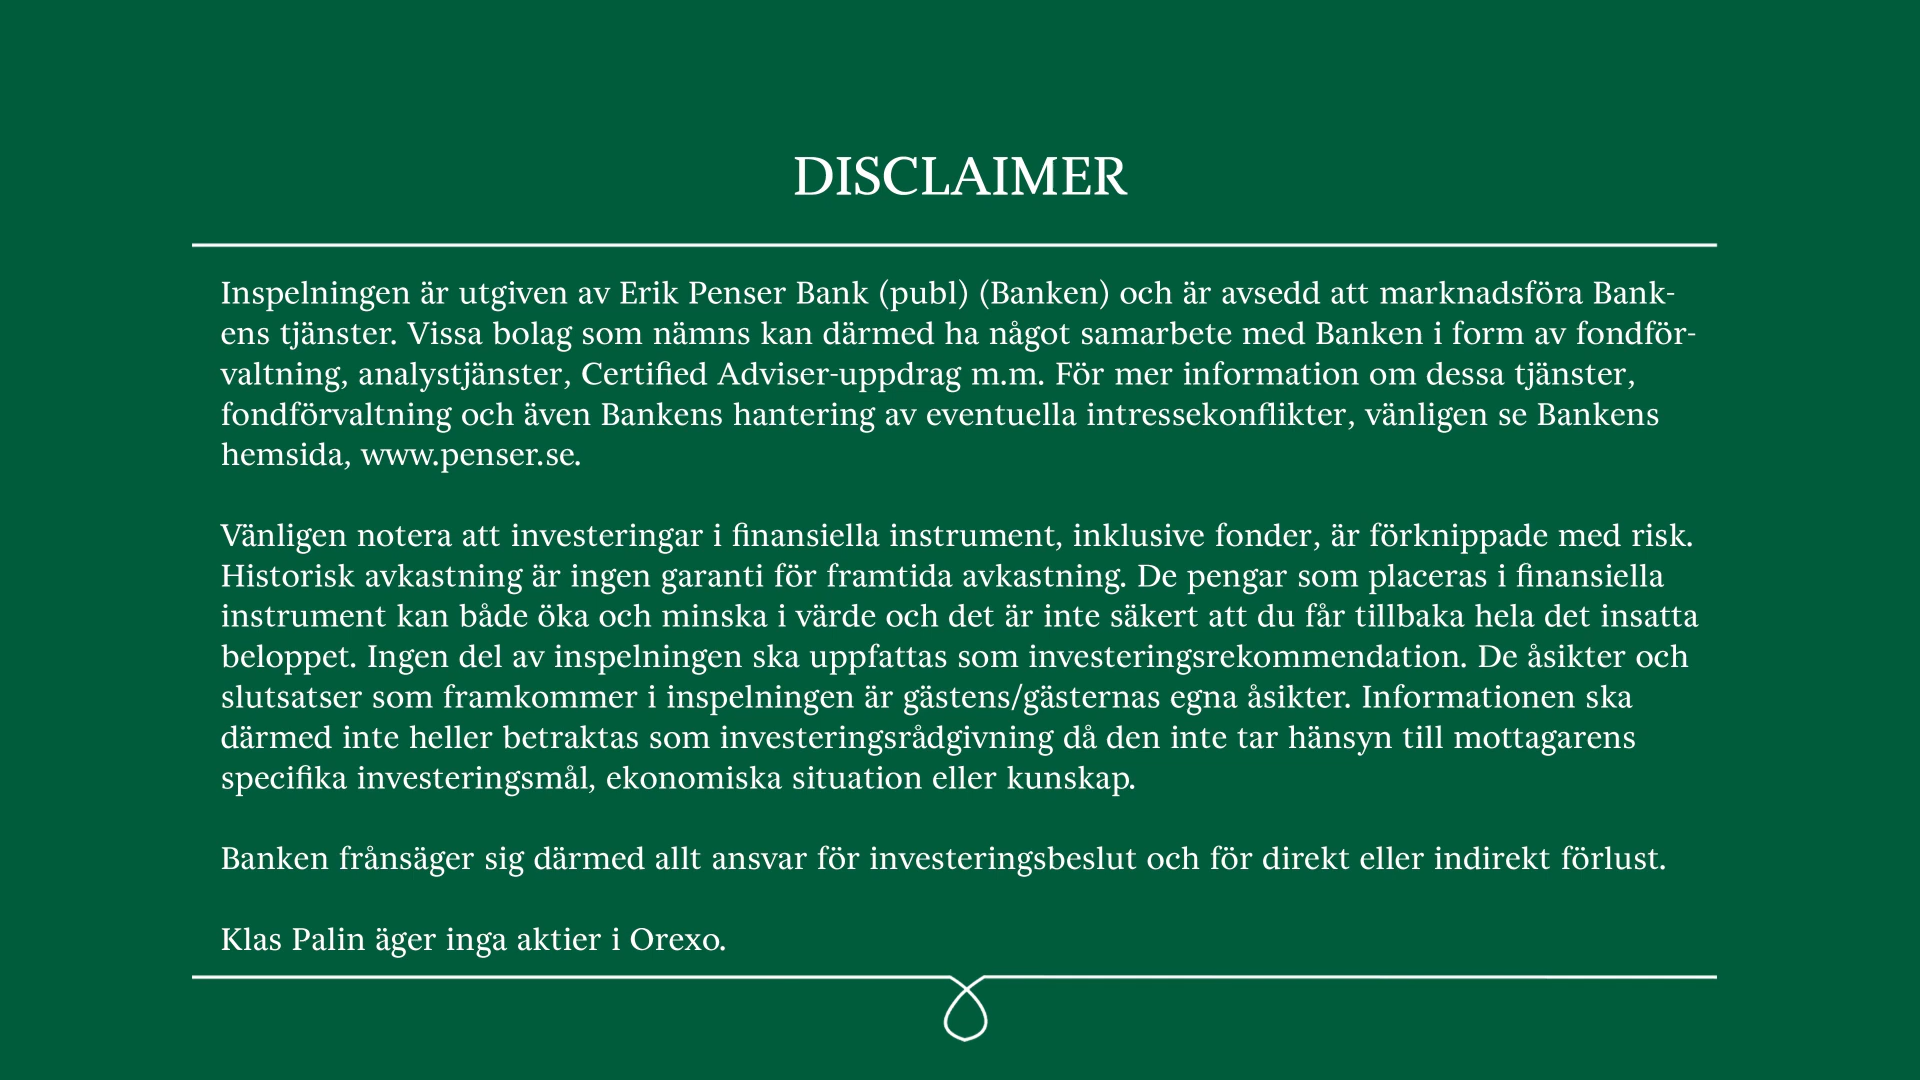 DISCLAIMER
Inspelningen är utgiven av Erik Penser Bank (publ) (Banken) och är avsedd att marknadsföra Bank-
ens tjänster. Vissa bolag som nämns kan därmed ha något samarbete med Banken i form av fondför-
valtning, analystjänster, Certified Adviser-uppdrag m.m. För mer information om dessa tjänster,
fondförvaltning och även Bankens hantering av eventuella intressekonflikter, vänligen se Bankens
hemsida, www.penser.se.
Vänligen notera att investeringar i finansiella instrument, inklusive fonder, är förknippade med risk.
Historisk avkastning är ingen garanti för framtida avkastning. De pengar som placeras i finansiella
instrument kan både öka och minska i värde och det är inte säkert att du får tillbaka hela det insatta
beloppet. Ingen del av inspelningen ska uppfattas som investeringsrekommendation. De åsikter och
slutsatser som framkommer i inspelningen är gästens/gästernas egna åsikter. Informationen ska
därmed inte heller betraktas som investeringsrådgivning då den inte tar hänsyn till mottagarens
specifika investeringsmål, ekonomiska situation eller kunskap.
Banken frånsäger sig därmed allt ansvar för investeringsbeslut och för direkt eller indirekt förlust.
Klas Palin äger inga aktier i Orexo.